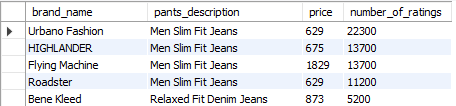 brand_name pants_description price number_of_ratings
Urbano Fashion Men Slim Fit Jeans 629 22300
HIGHLANDER Men Slim Fit Jeans 675 13700
Flying Machine Men Slim Fit Jeans 1829 13700
Roadster Men Slim Fit Jeans 629 11200
Bene Kleed Relaxed Fit Denim Jeans 873 5200